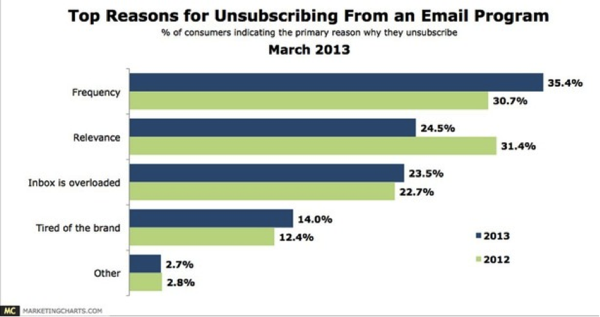 Top Reasons for Unsubscribing From an Email Program
% of consumers indicating the primary reason why they unsubscribe
March 2013
Frequency
35.4%
30.7%
Relevance
24.5%
31.4%
Inbox is overloaded
23.5%
22.7%
Tired of the brand
14.0%
12.4%
Other
2.7%
2.8%
2013
2012
MC MARKETINGCHARTS.COM